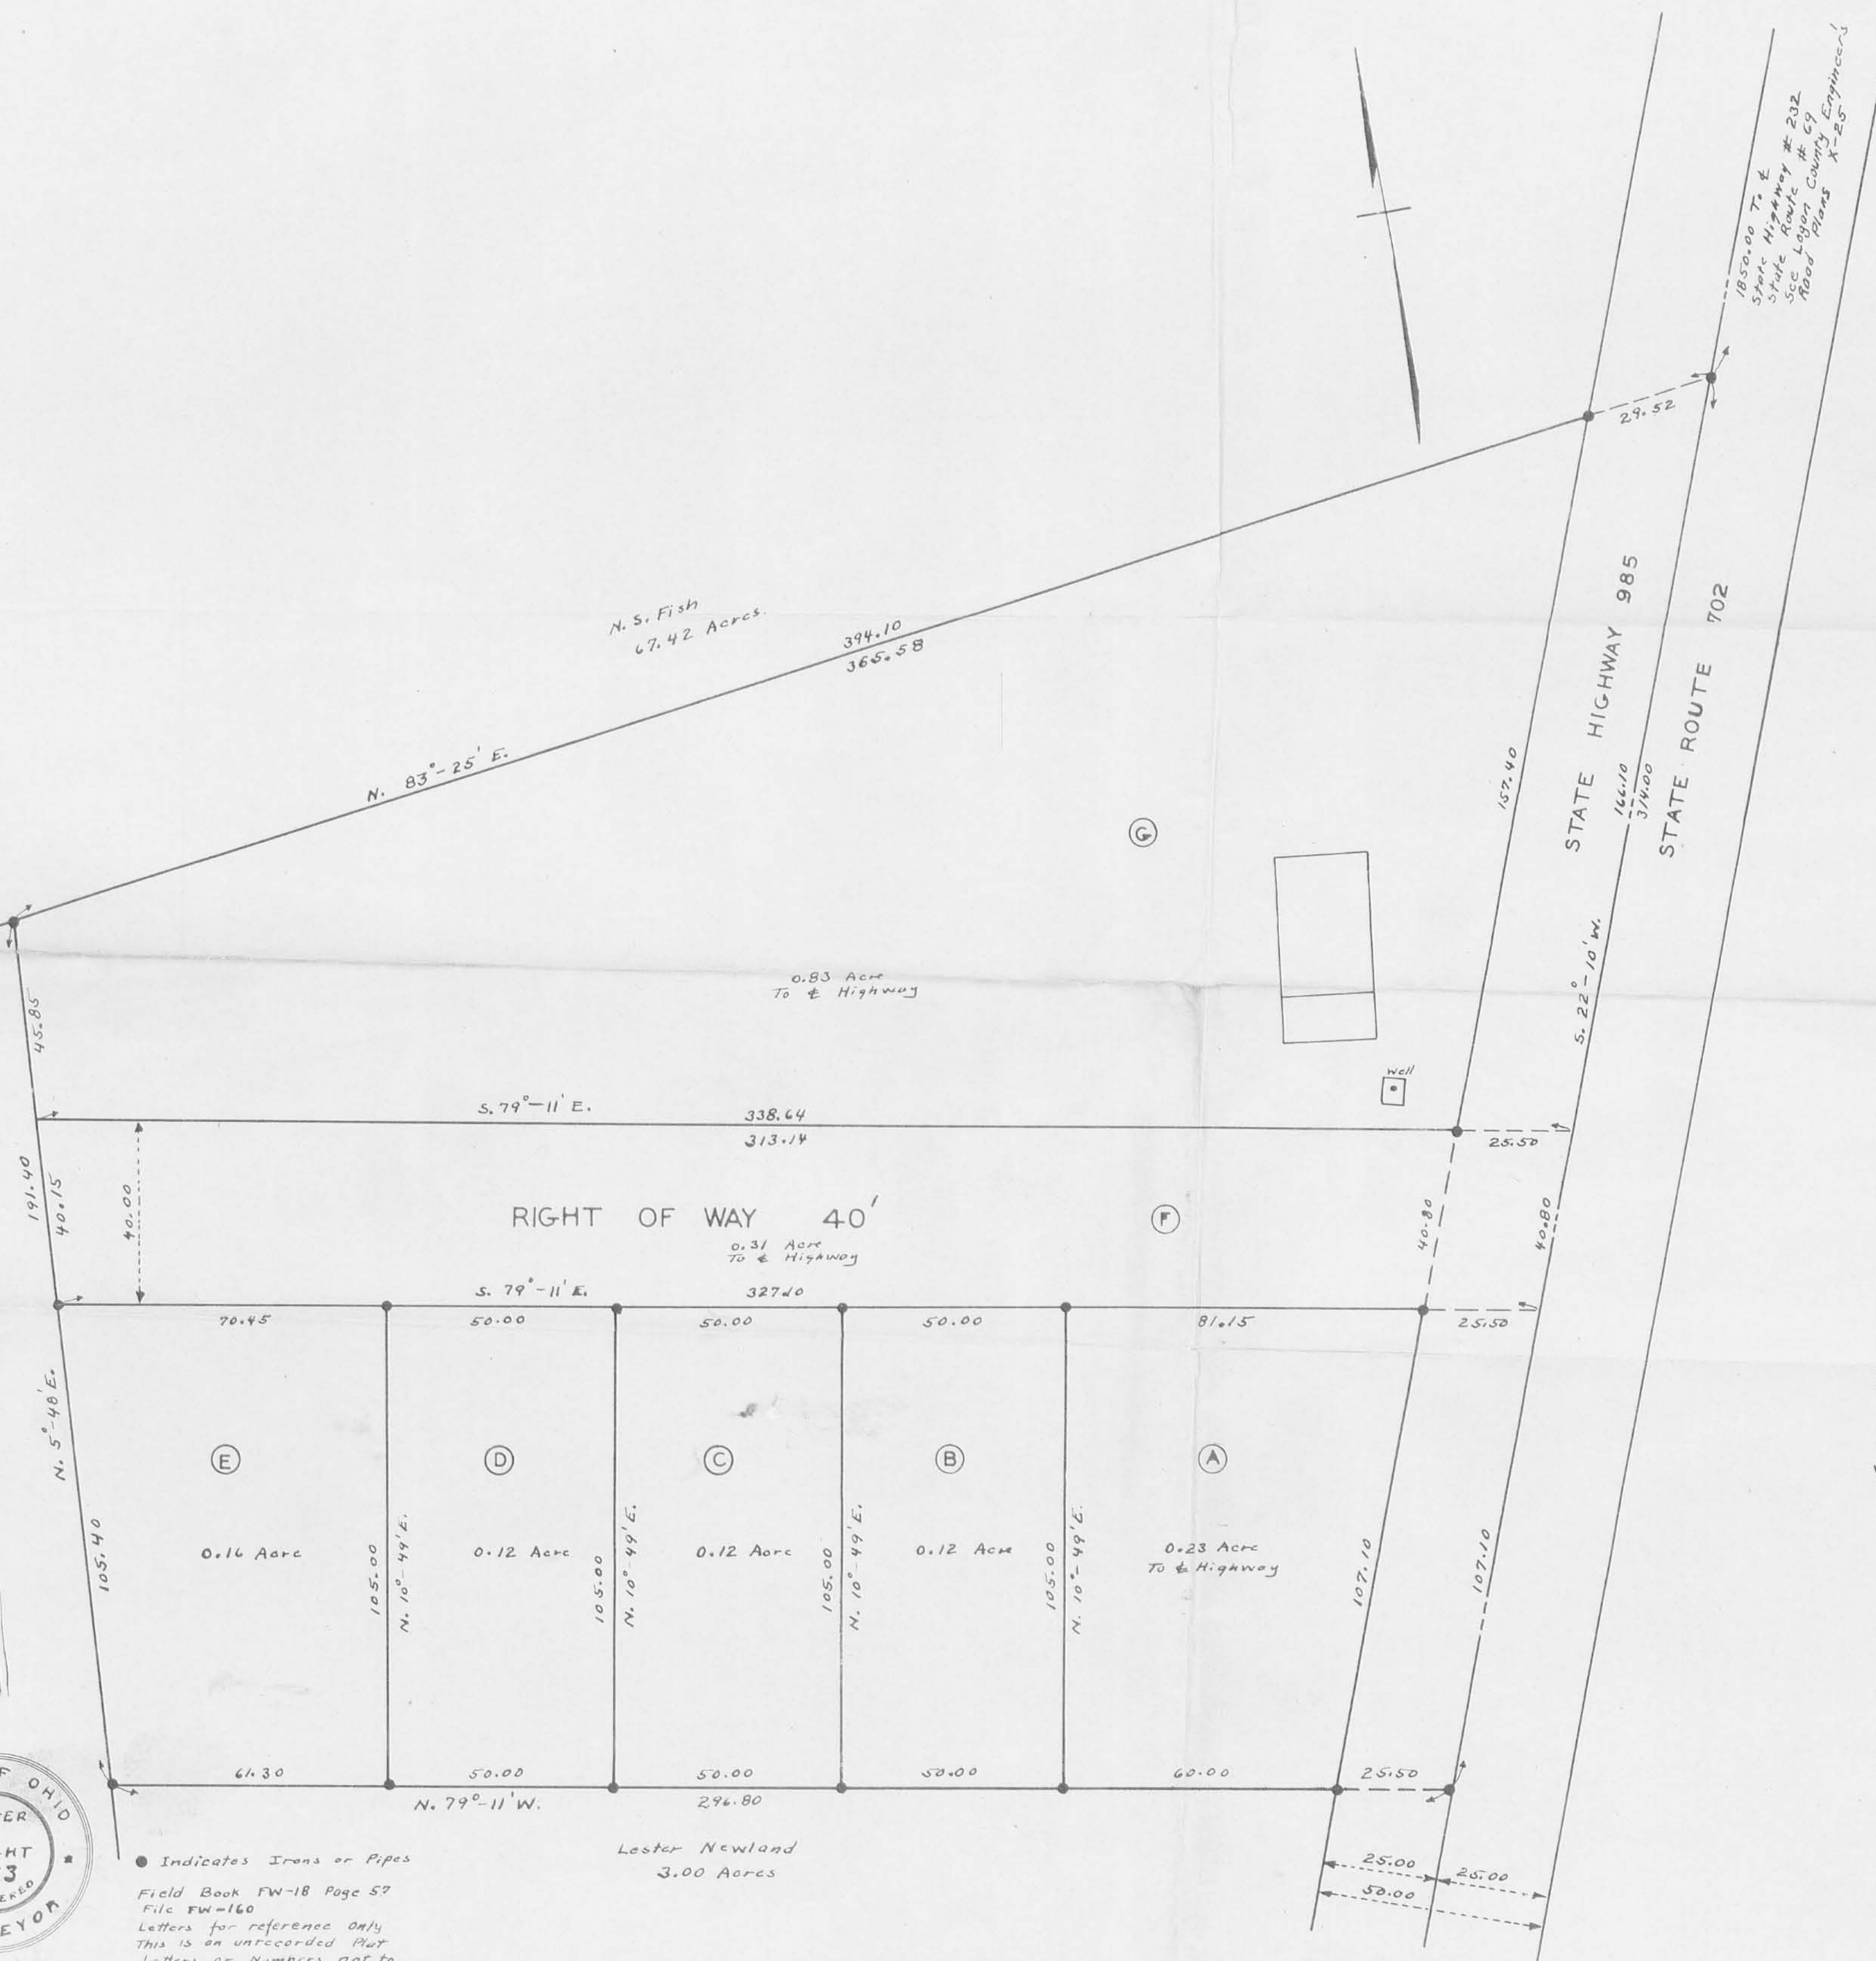 1850.00 To ℄
State Highway # 232
State Route # 69
See Logan County Engineer's
Road Plans X-25
29.52
N. S. Fish
67.42 Acres.
394.10
365.58
N. 83°-25' E.
STATE HIGHWAY 985
STATE ROUTE 702
157.40
166.10
314.00
G
S. 22°-10' W.
0.83 Acre
To ℄ Highway
45.85
Well
S. 79°-11' E.
338.64
313.14
25.50
191.40
40.15
40.00
RIGHT OF WAY 40'
0.31 Acre
To ℄ Highway
F
40.80
40.80
S. 79°-11' E.
327.10
70.45
50.00
50.00
50.00
81.15
25.50
N. 5°-48' E.
E
D
C
B
A
105.40
0.16 Acre
105.00
N. 10°-49' E.
0.12 Acre
105.00
N. 10°-49' E.
0.12 Acre
105.00
N. 10°-49' E.
0.12 Acre
105.00
N. 10°-49' E.
0.23 Acre
To ℄ Highway
107.10
107.10
61.30
50.00
50.00
50.00
60.00
25.50
N. 79°-11' W.
296.80
Lester Newland
3.00 Acres
25.00
25.00
50.00
OHIO
● Indicates Irons or Pipes
Field Book FW-18 Page 57
File FW-160
Letters for reference only
This is an unrecorded Plat
Letters or Numbers not to